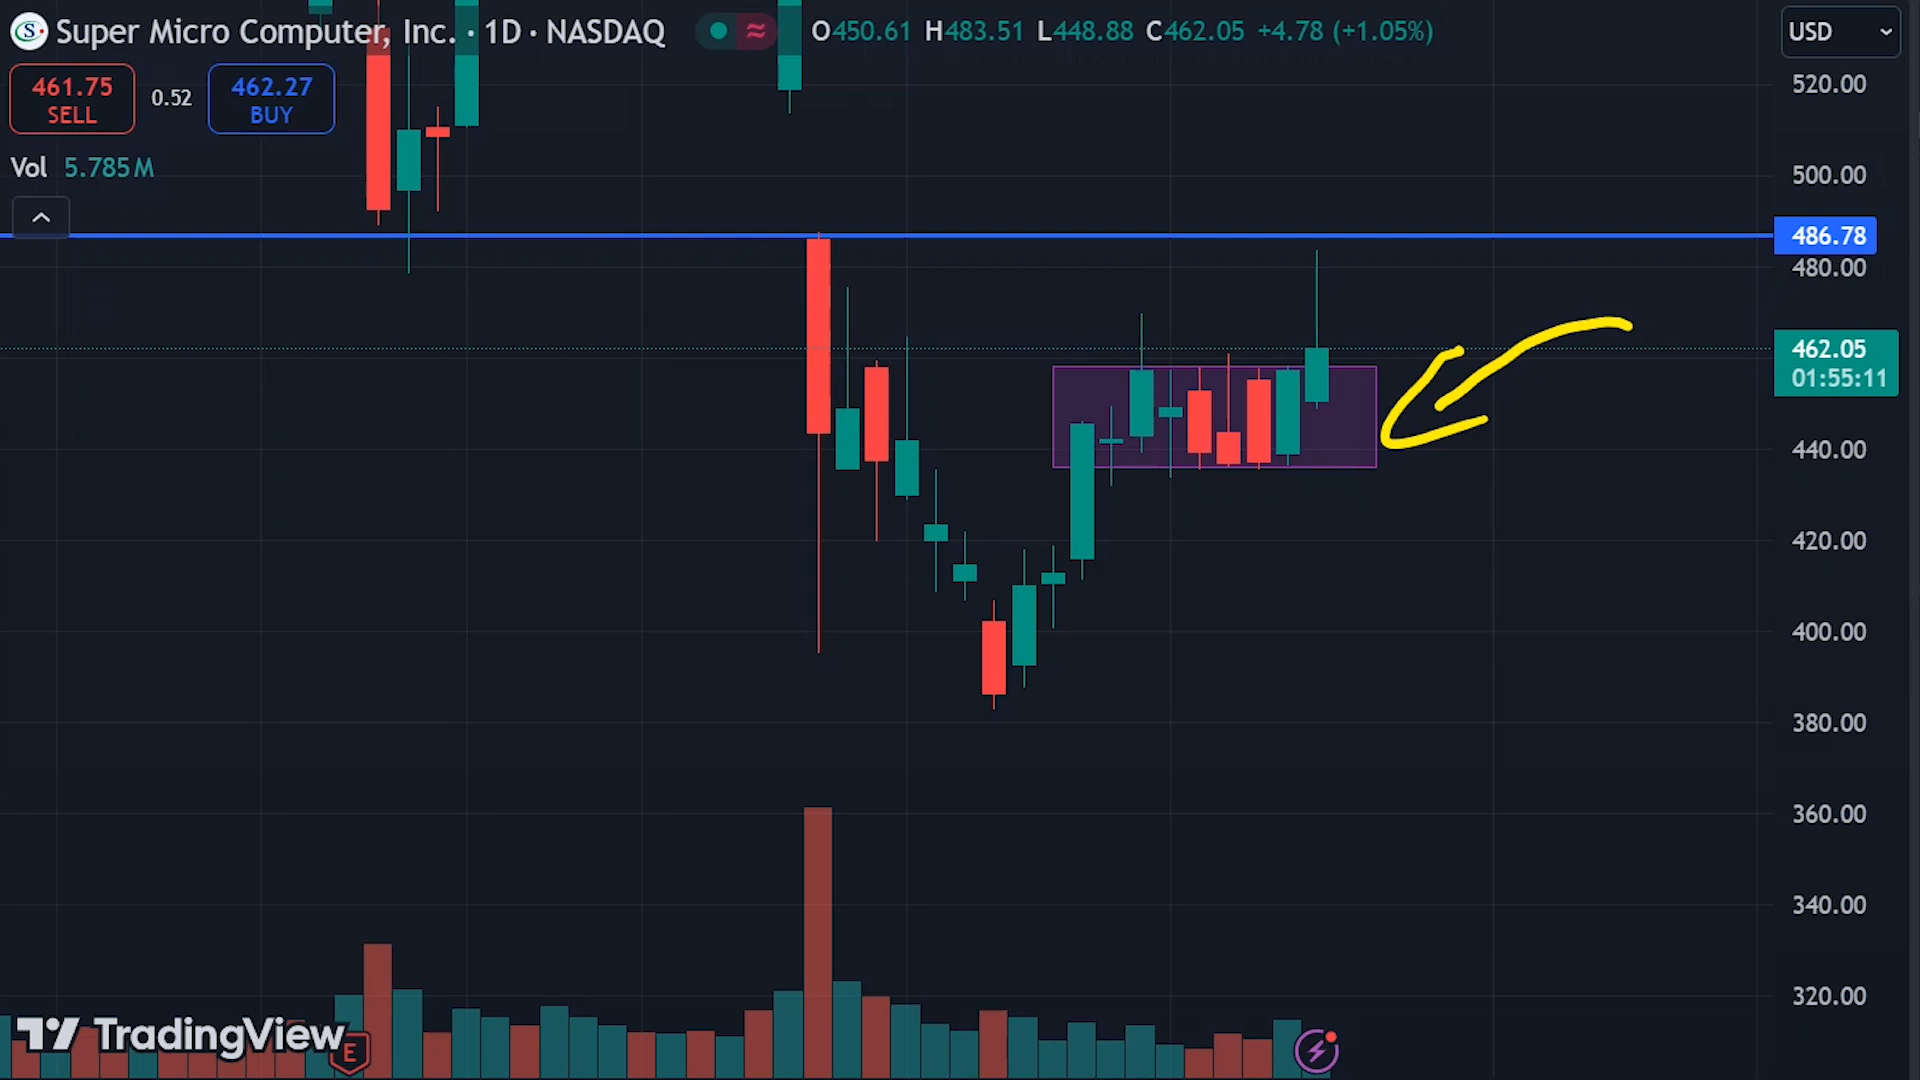 Super Micro Computer, Inc. · 1D · NASDAQ
O450.61 H483.51 L448.88 C462.05 +4.78 (+1.05%)
USD
461.75
SELL
0.52
462.27
BUY
Vol 5.785M
520.00
500.00
486.78
480.00
462.05
01:55:11
440.00
420.00
400.00
380.00
360.00
340.00
320.00
TradingView
E